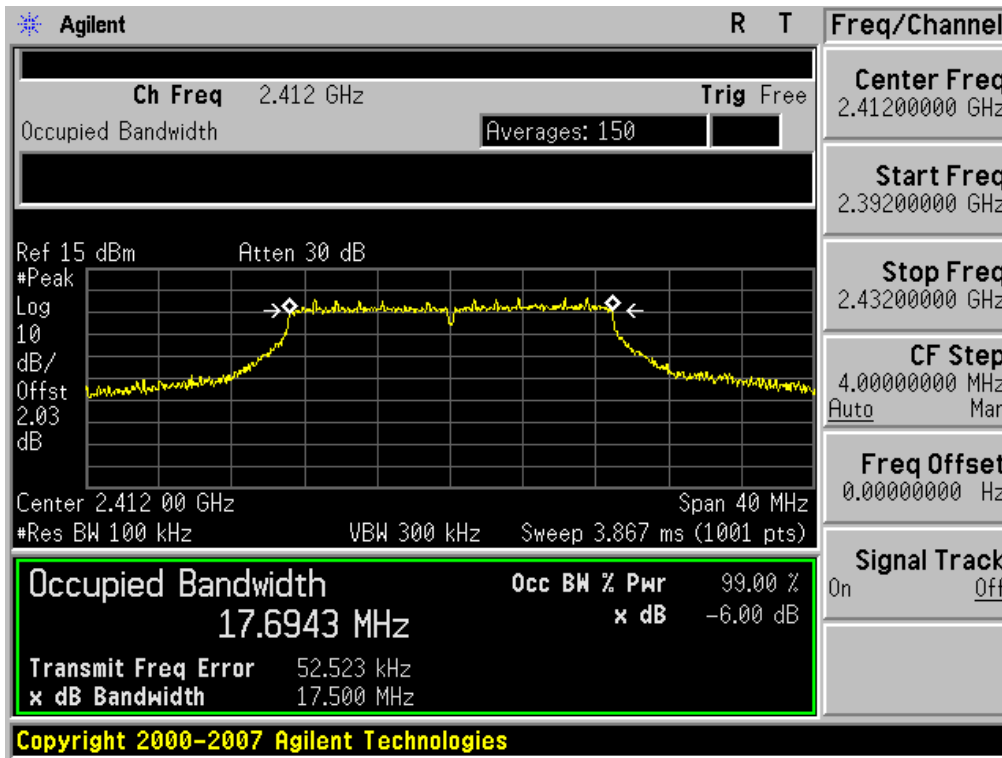 Agilent R T Freq/Channel
Ch Freq 2.412 GHz Trig Free
Occupied Bandwidth Averages: 150
Center Freq
2.41200000 GHz
Start Freq
2.39200000 GHz
Stop Freq
2.43200000 GHz
CF Step
4.00000000 MHz
Auto Man
Freq Offset
0.00000000 Hz
Signal Track
On Off
Ref 15 dBm Atten 30 dB
#Peak
Log
10
dB/
Offst
2.03
dB
Center 2.412 00 GHz Span 40 MHz
#Res BW 100 kHz VBW 300 kHz Sweep 3.867 ms (1001 pts)
Occupied Bandwidth Occ BW % Pwr 99.00 %
17.6943 MHz x dB -6.00 dB
Transmit Freq Error 52.523 kHz
x dB Bandwidth 17.500 MHz
Copyright 2000-2007 Agilent Technologies